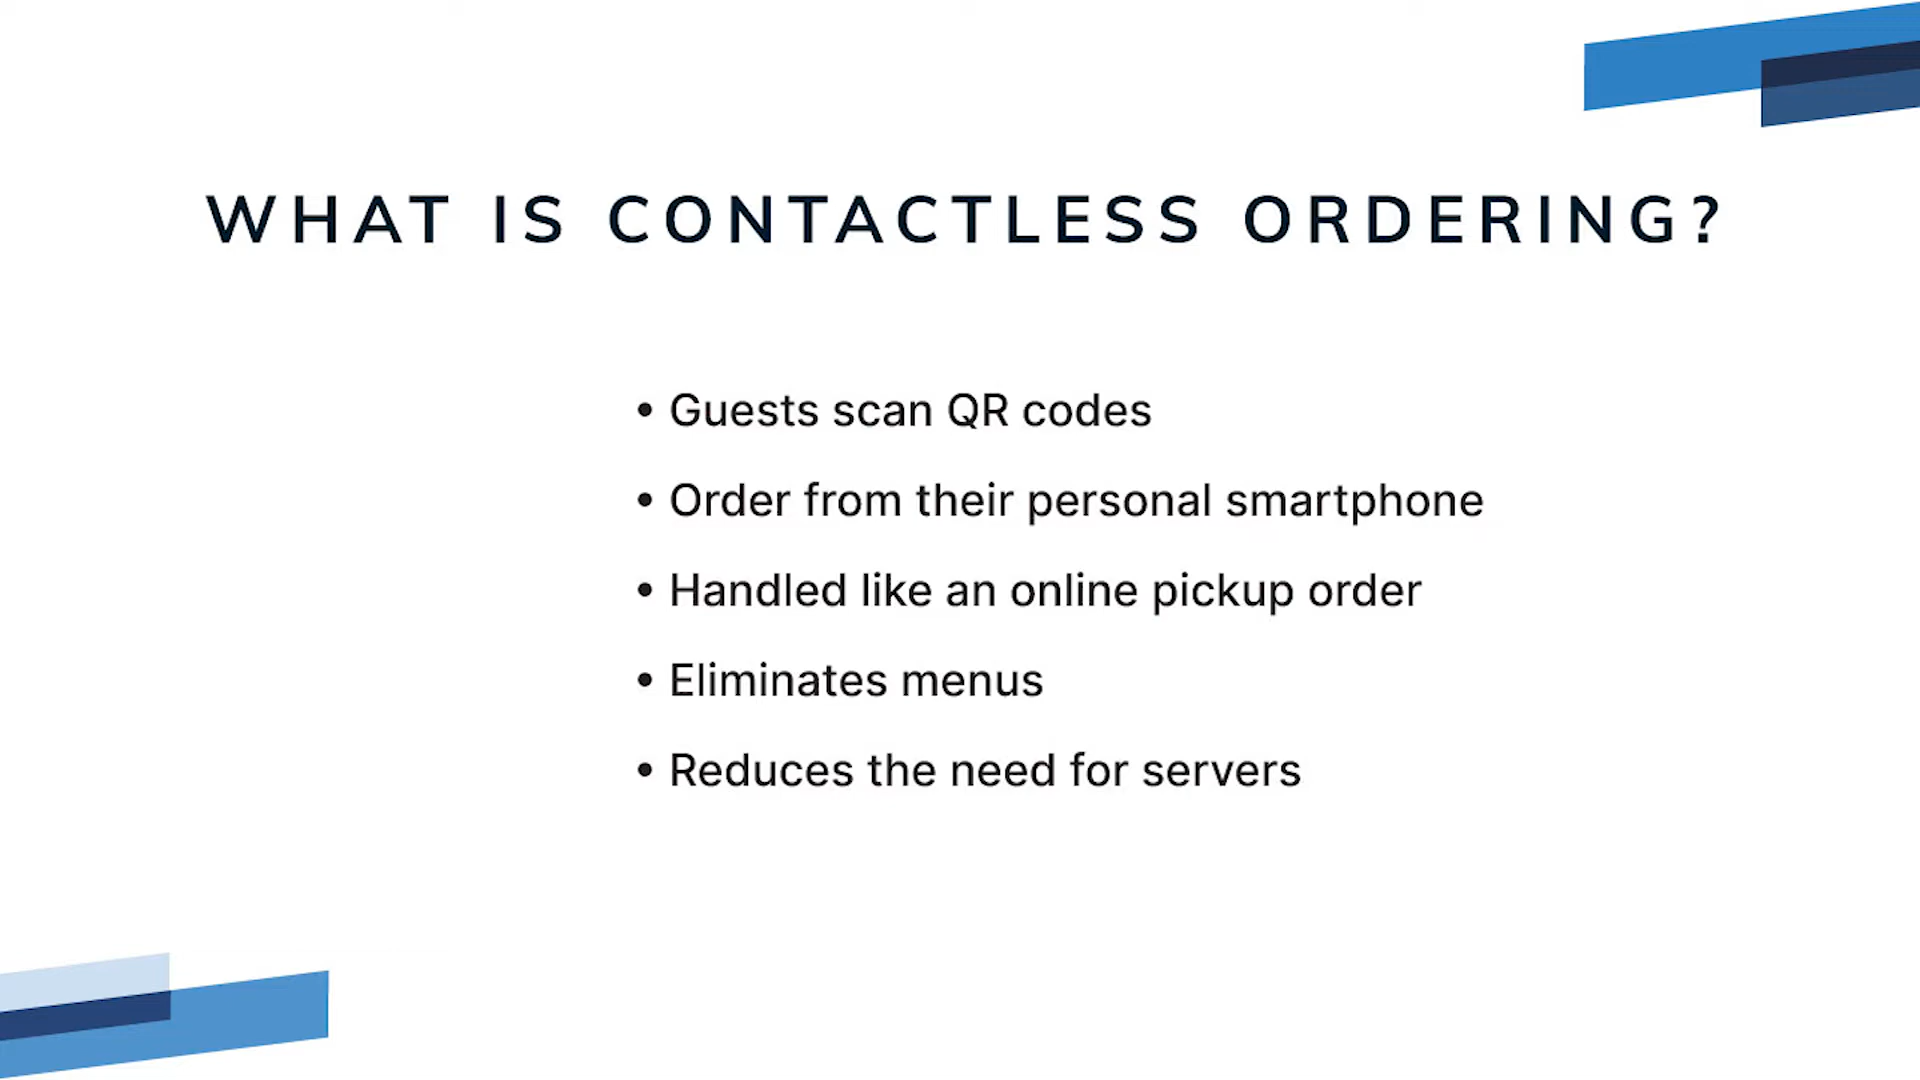 WHAT IS CONTACTLESS ORDERING?
• Guests scan QR codes
• Order from their personal smartphone
• Handled like an online pickup order
• Eliminates menus
• Reduces the need for servers